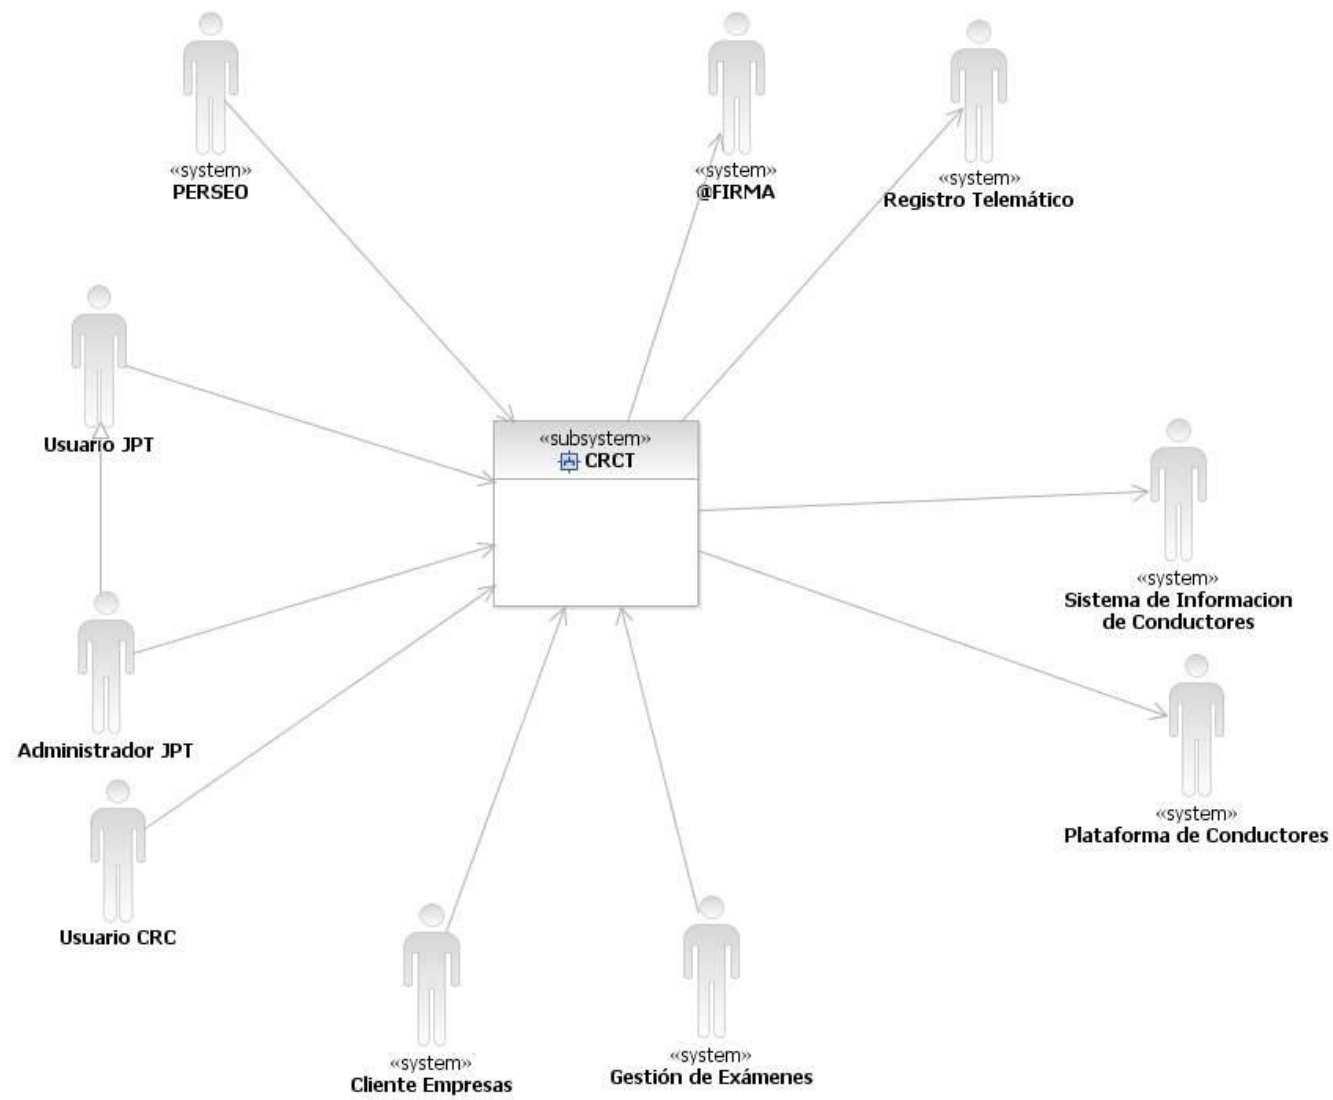 «system»
PERSEO
«system»
@FIRMA
«system»
Registro Telemático
Usuario JPT
«subsystem»
CRCT
«system»
Sistema de Informacion
de Conductores
Administrador JPT
«system»
Plataforma de Conductores
Usuario CRC
«system»
Cliente Empresas
«system»
Gestión de Exámenes